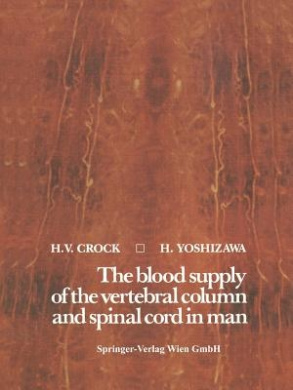 H.V. CROCK □ H. YOSHIZAWA
The blood supply
of the vertebral column
and spinal cord in man
Springer-Verlag Wien GmbH